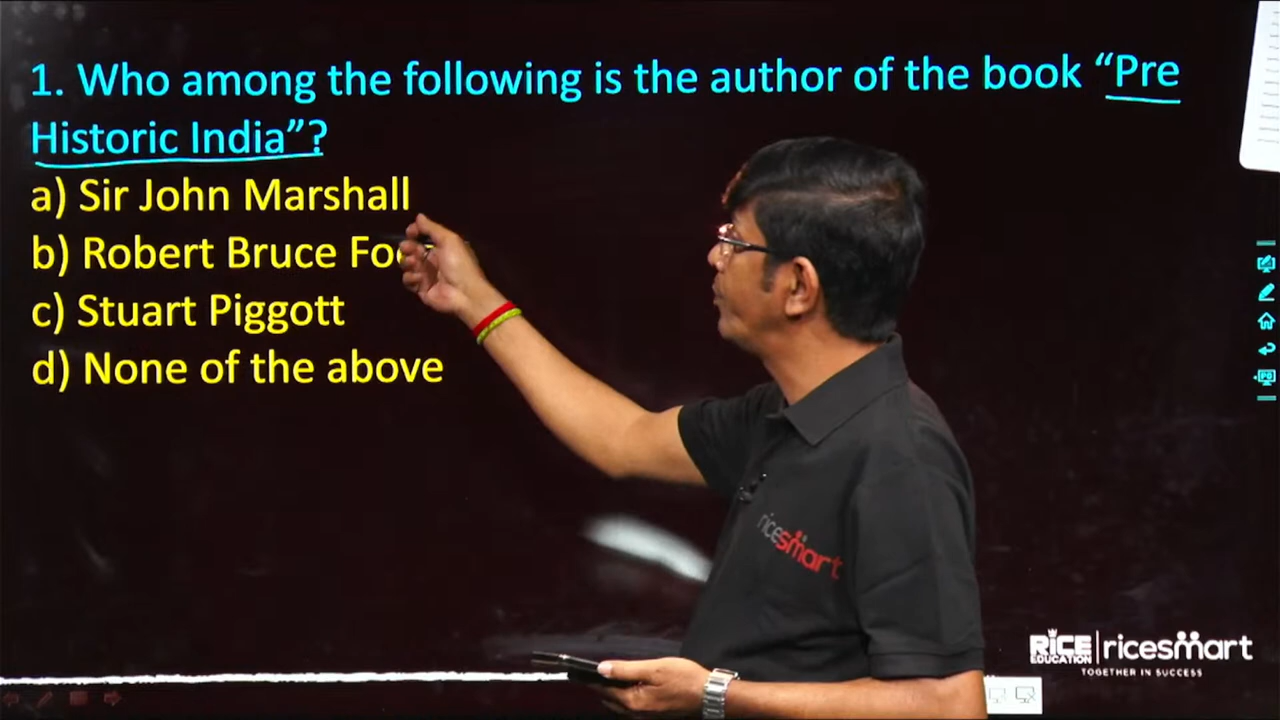 1. Who among the following is the author of the book “Pre
Historic India”?
a) Sir John Marshall
b) Robert Bruce
c) Stuart Piggott
d) None of the above
ricesmart
RICE EDUCATION ricesmart
TOGETHER IN SUCCESS